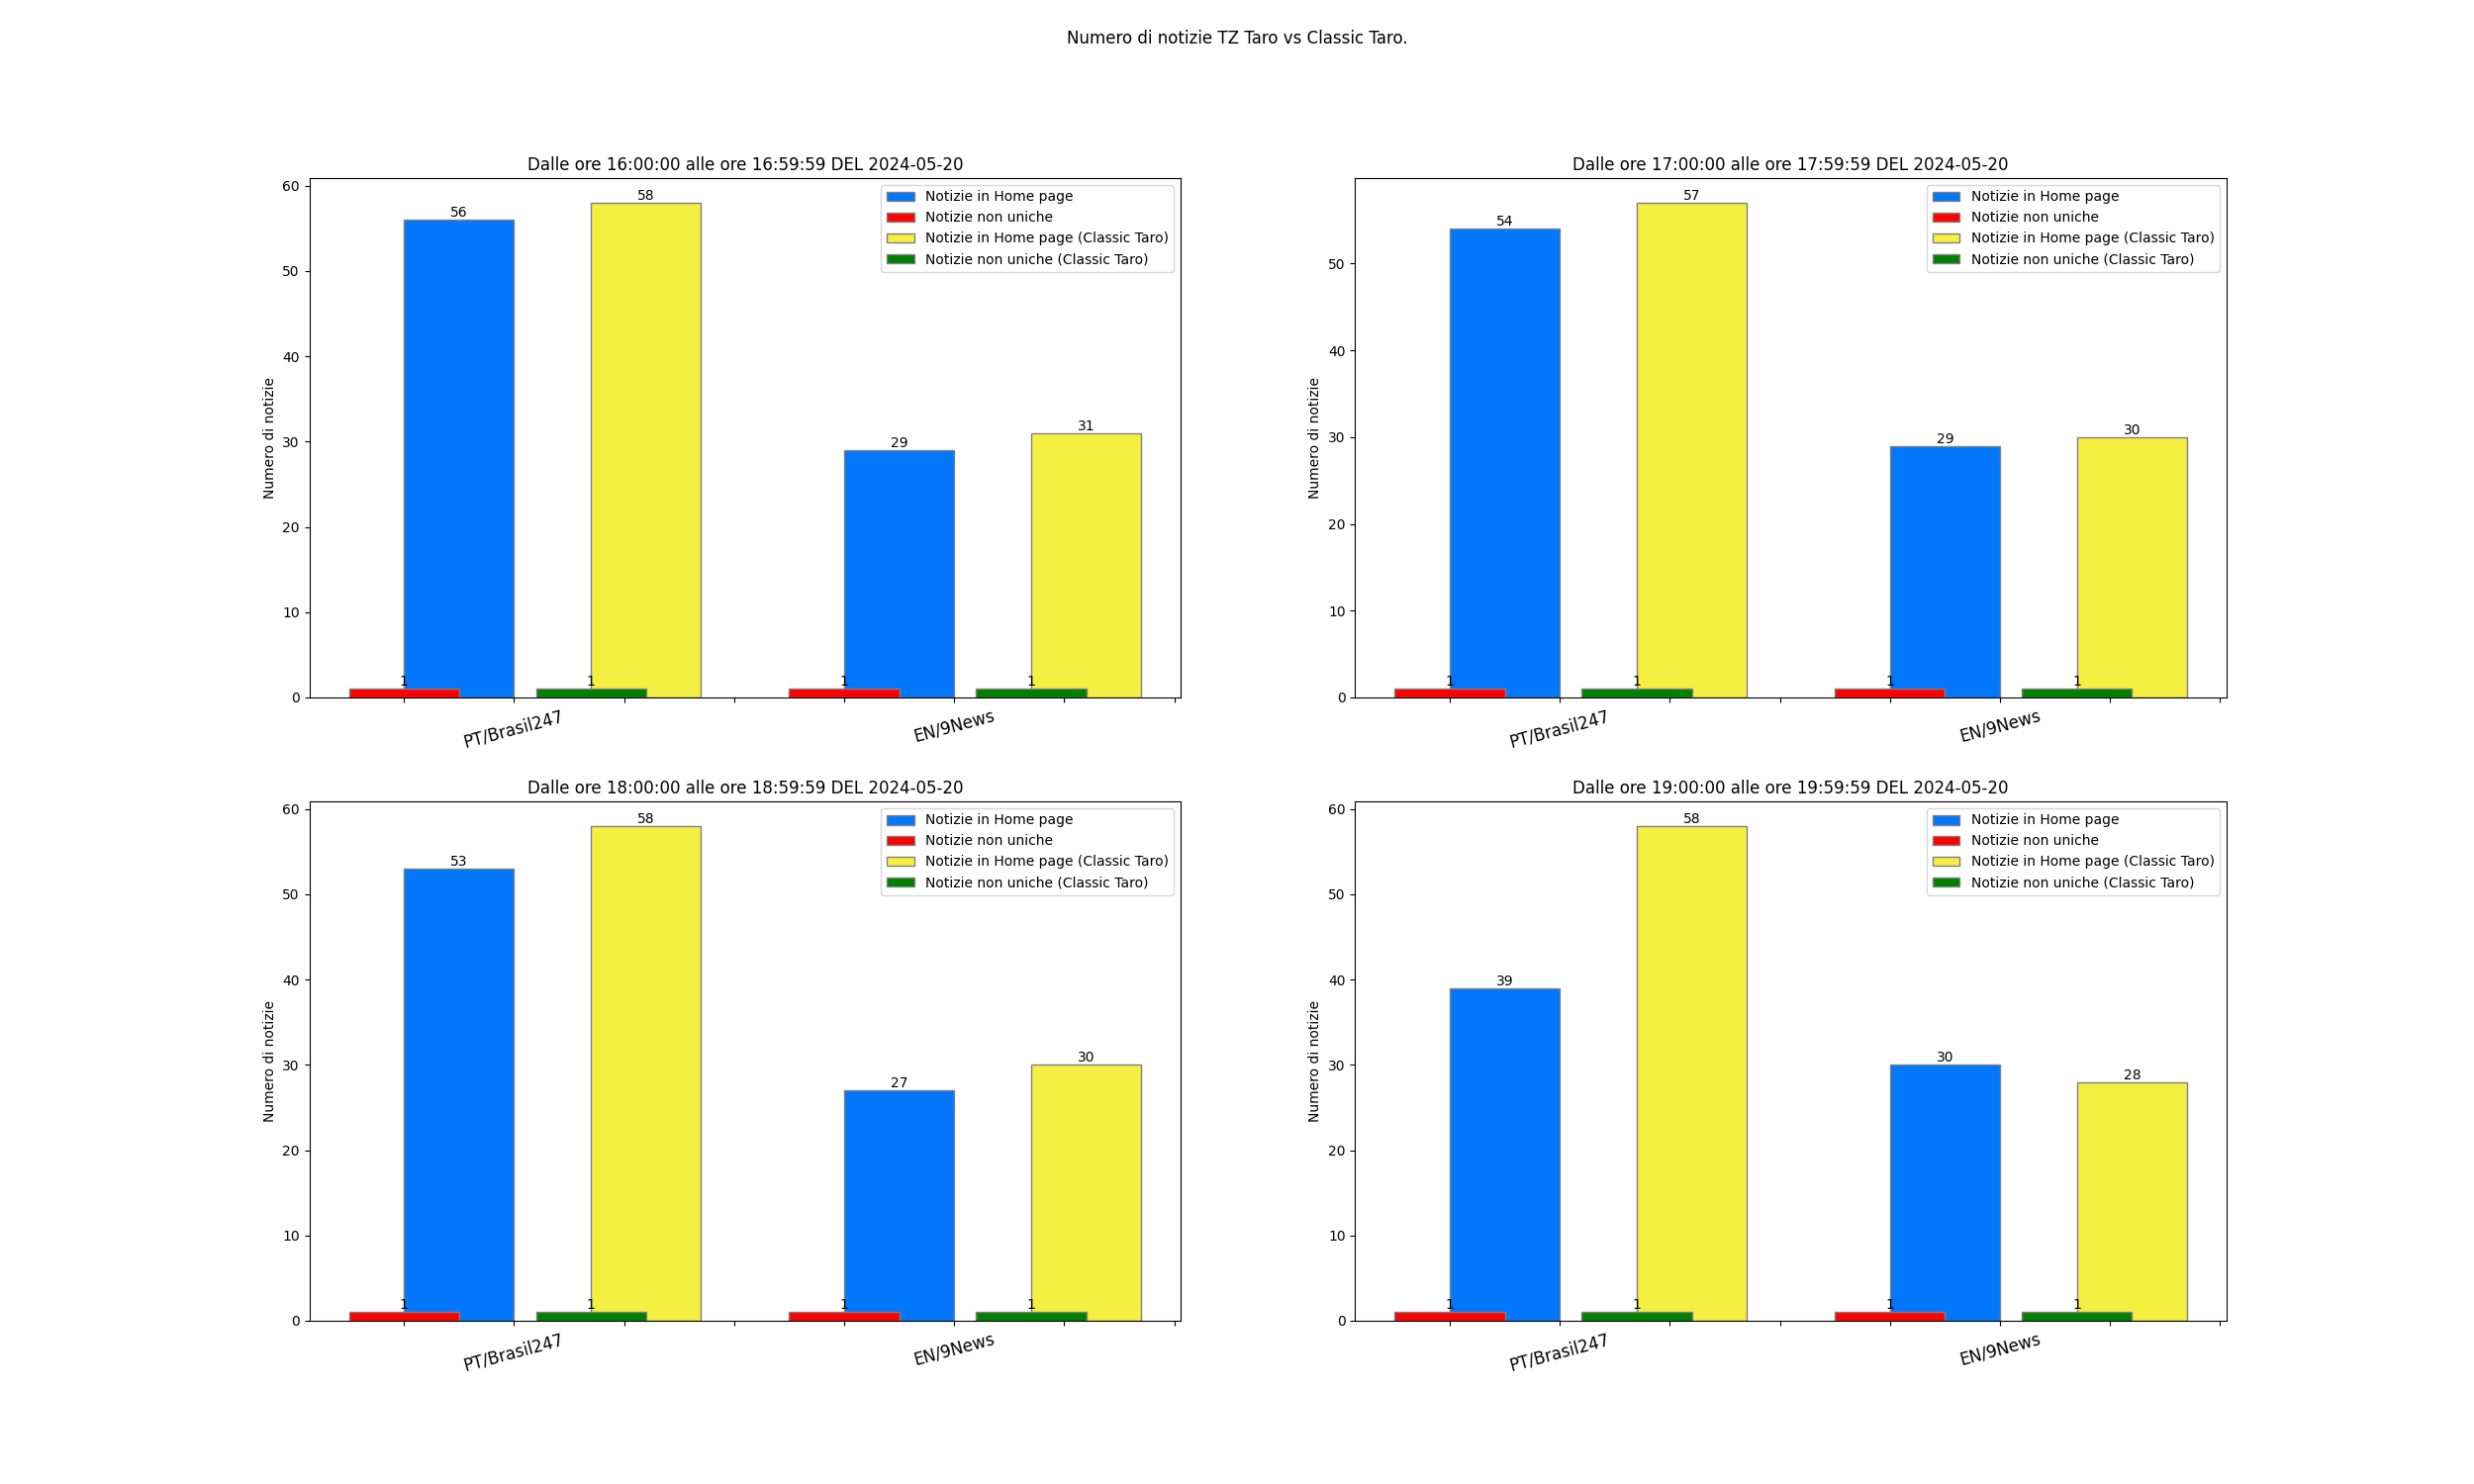 Numero di notizie TZ Taro vs Classic Taro.
Dalle ore 16:00:00 alle ore 16:59:59 DEL 2024-05-20
Numero di notizie
60
50
40
30
20
10
0
56
58
29
31
1
1
1
1
Notizie in Home page
Notizie non uniche
Notizie in Home page (Classic Taro)
Notizie non uniche (Classic Taro)
PT/Brasil247
EN/9News
Dalle ore 17:00:00 alle ore 17:59:59 DEL 2024-05-20
Numero di notizie
50
40
30
20
10
0
54
57
29
30
1
1
1
1
Notizie in Home page
Notizie non uniche
Notizie in Home page (Classic Taro)
Notizie non uniche (Classic Taro)
PT/Brasil247
EN/9News
Dalle ore 18:00:00 alle ore 18:59:59 DEL 2024-05-20
Numero di notizie
60
50
40
30
20
10
0
53
58
27
30
1
1
1
1
Notizie in Home page
Notizie non uniche
Notizie in Home page (Classic Taro)
Notizie non uniche (Classic Taro)
PT/Brasil247
EN/9News
Dalle ore 19:00:00 alle ore 19:59:59 DEL 2024-05-20
Numero di notizie
60
50
40
30
20
10
0
39
58
30
28
1
1
1
1
Notizie in Home page
Notizie non uniche
Notizie in Home page (Classic Taro)
Notizie non uniche (Classic Taro)
PT/Brasil247
EN/9News